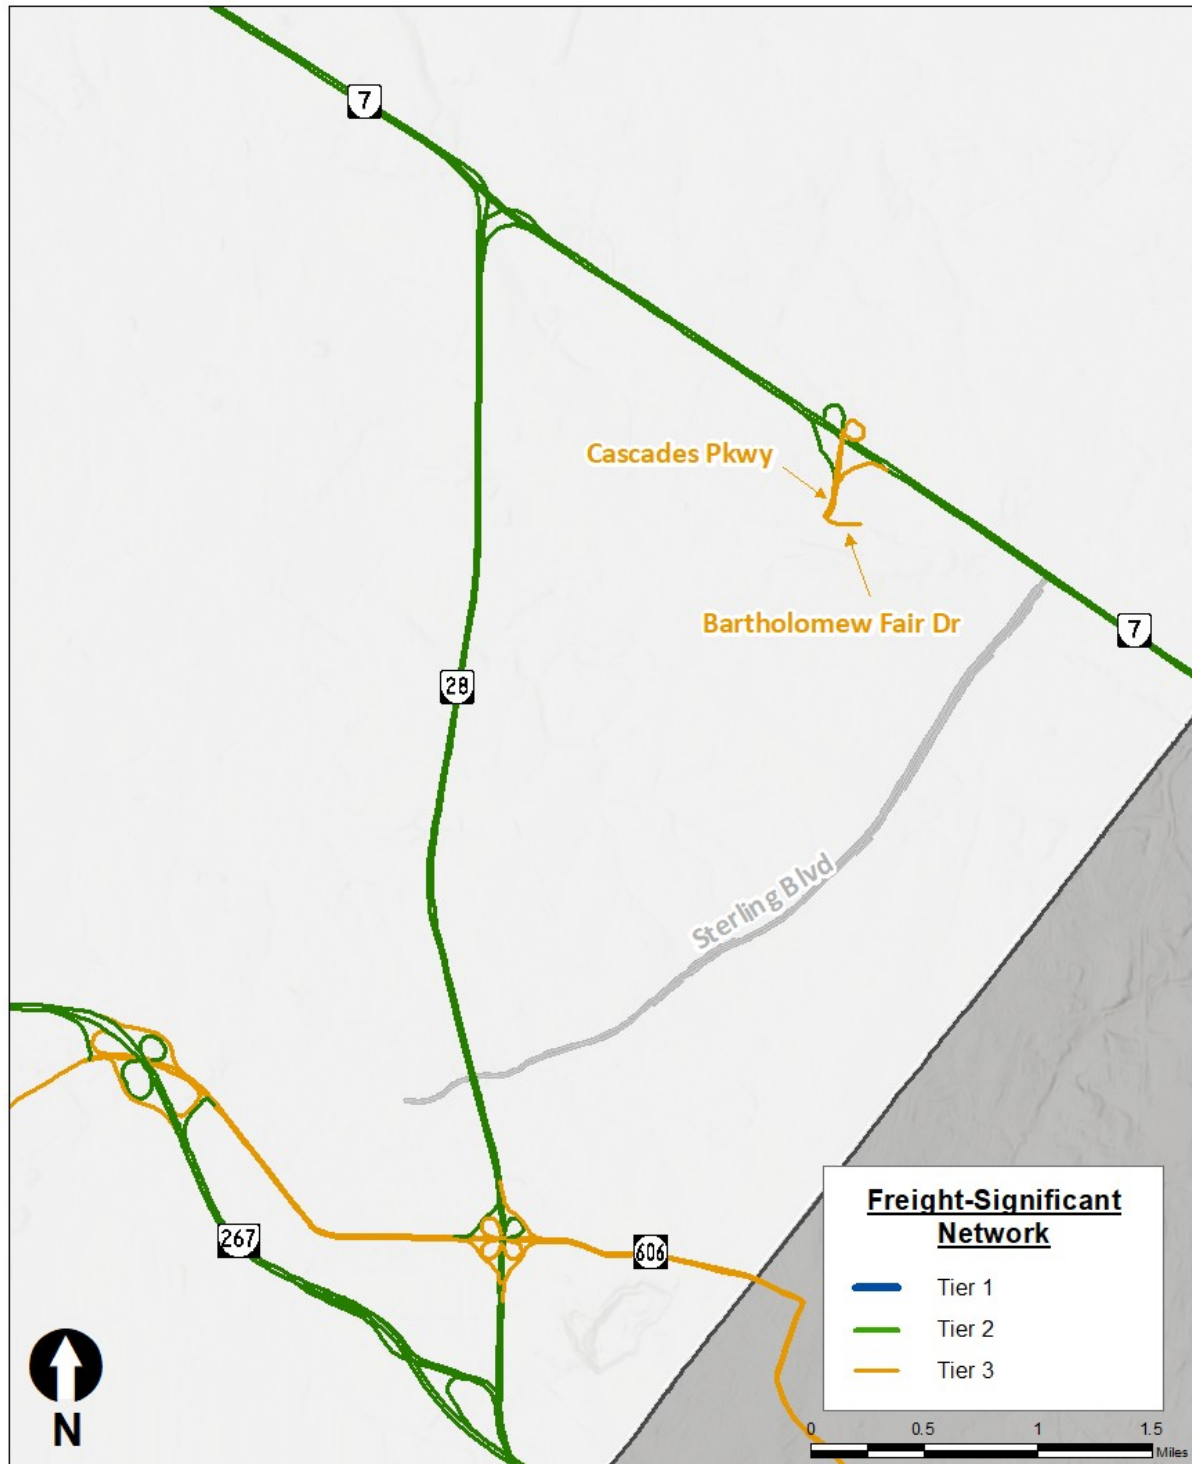 7
Cascades Pkwy
Bartholomew Fair Dr
7
28
Sterling Blvd
267
606
Freight-Significant
Network
Tier 1
Tier 2
Tier 3
N
0 0.5 1 1.5
Miles